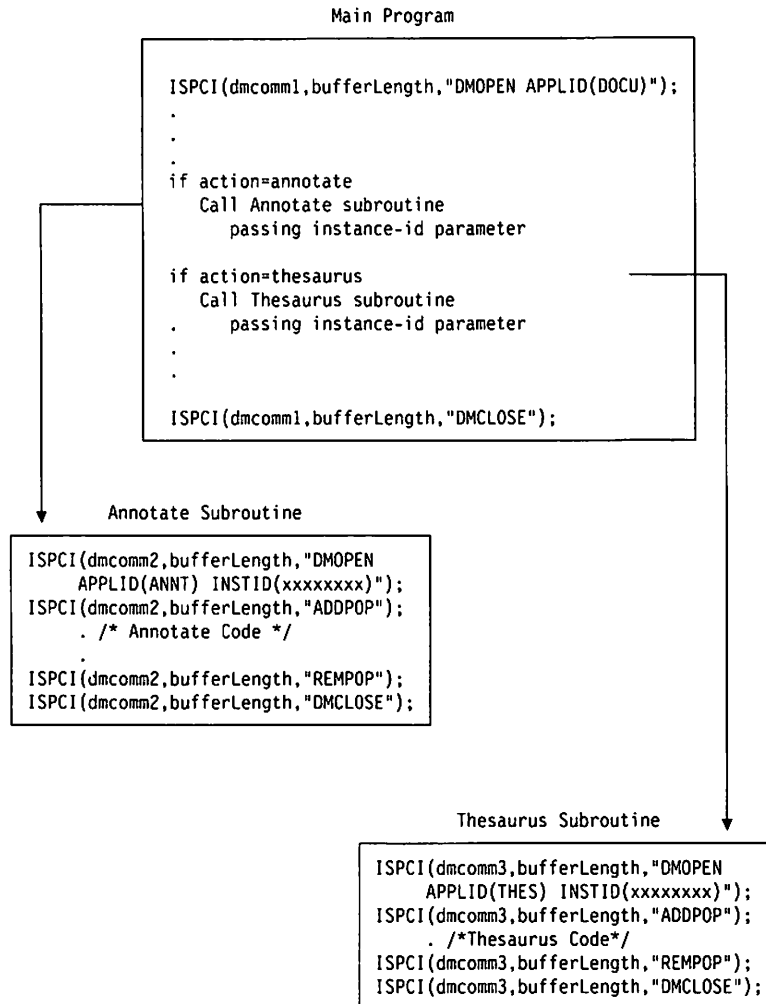 Main Program
ISPCI(dmcomm1,bufferLength,"DMOPEN APPLID(DOCU)");
.
.
.
if action=annotate
Call Annotate subroutine
passing instance-id parameter
if action=thesaurus
Call Thesaurus subroutine
. passing instance-id parameter
.
.
ISPCI(dmcomm1,bufferLength,"DMCLOSE");
Annotate Subroutine
ISPCI(dmcomm2,bufferLength,"DMOPEN
APPLID(ANNT) INSTID(xxxxxxxx)");
ISPCI(dmcomm2,bufferLength,"ADDPOP");
. /* Annotate Code */
.
ISPCI(dmcomm2,bufferLength,"REMPOP");
ISPCI(dmcomm2,bufferLength,"DMCLOSE");
Thesaurus Subroutine
ISPCI(dmcomm3,bufferLength,"DMOPEN
APPLID(THES) INSTID(xxxxxxxx)");
ISPCI(dmcomm3,bufferLength,"ADDPOP");
. /*Thesaurus Code*/
ISPCI(dmcomm3,bufferLength,"REMPOP");
ISPCI(dmcomm3,bufferLength,"DMCLOSE");